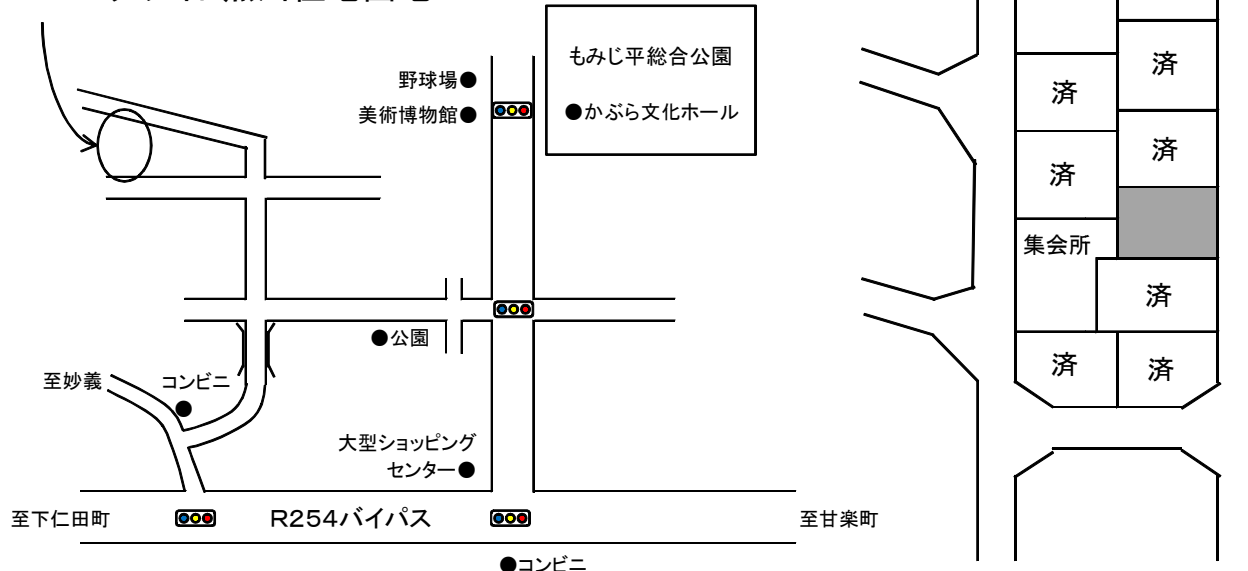 もみじ平総合公園
野球場●
美術博物館●
●かぶら文化ホール
●公園
至妙義
コンビニ
大型ショッピング
センター●
至下仁田町
R254バイパス
至甘楽町
●コンビニ
済
済
済
済
集会所
済
済
済